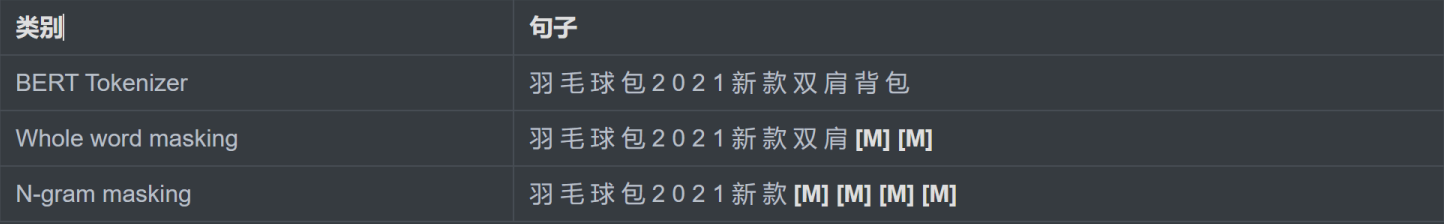 类别 句子
BERT Tokenizer 羽 毛 球 包 2 0 2 1 新 款 双 肩 背 包
Whole word masking 羽 毛 球 包 2 0 2 1 新 款 双 肩 [M] [M]
N-gram masking 羽 毛 球 包 2 0 2 1 新 款 [M] [M] [M] [M]